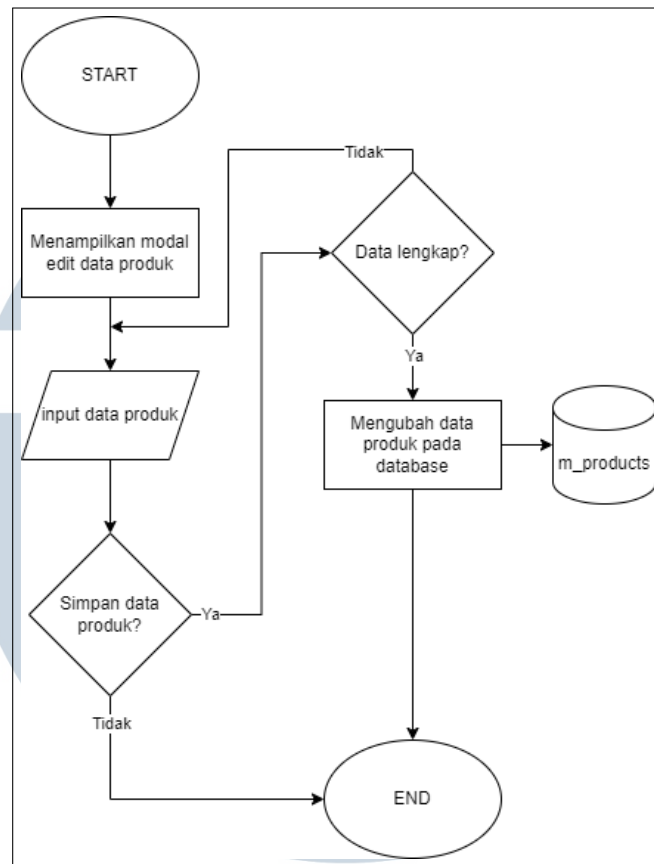 START
Menampilkan modal
edit data produk
input data produk
Simpan data
produk?
Ya
Tidak
Data lengkap?
Tidak
Ya
Mengubah data
produk pada
database
m_products
END